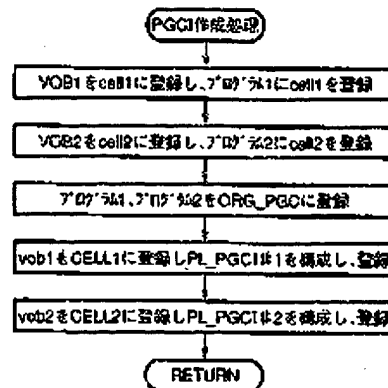 PGCI作成処理
VOB1をcell1に登録し、プログラム1にcell1を登録
VOB2をcell2に登録し、プログラム2にcell2を登録
プログラム1、プログラム2をORG_PGCに登録
vob1をCELL1に登録しPL_PGCI#1を構成し、登録
vob2をCELL2に登録しPL_PGCI#2を構成し、登録
RETURN